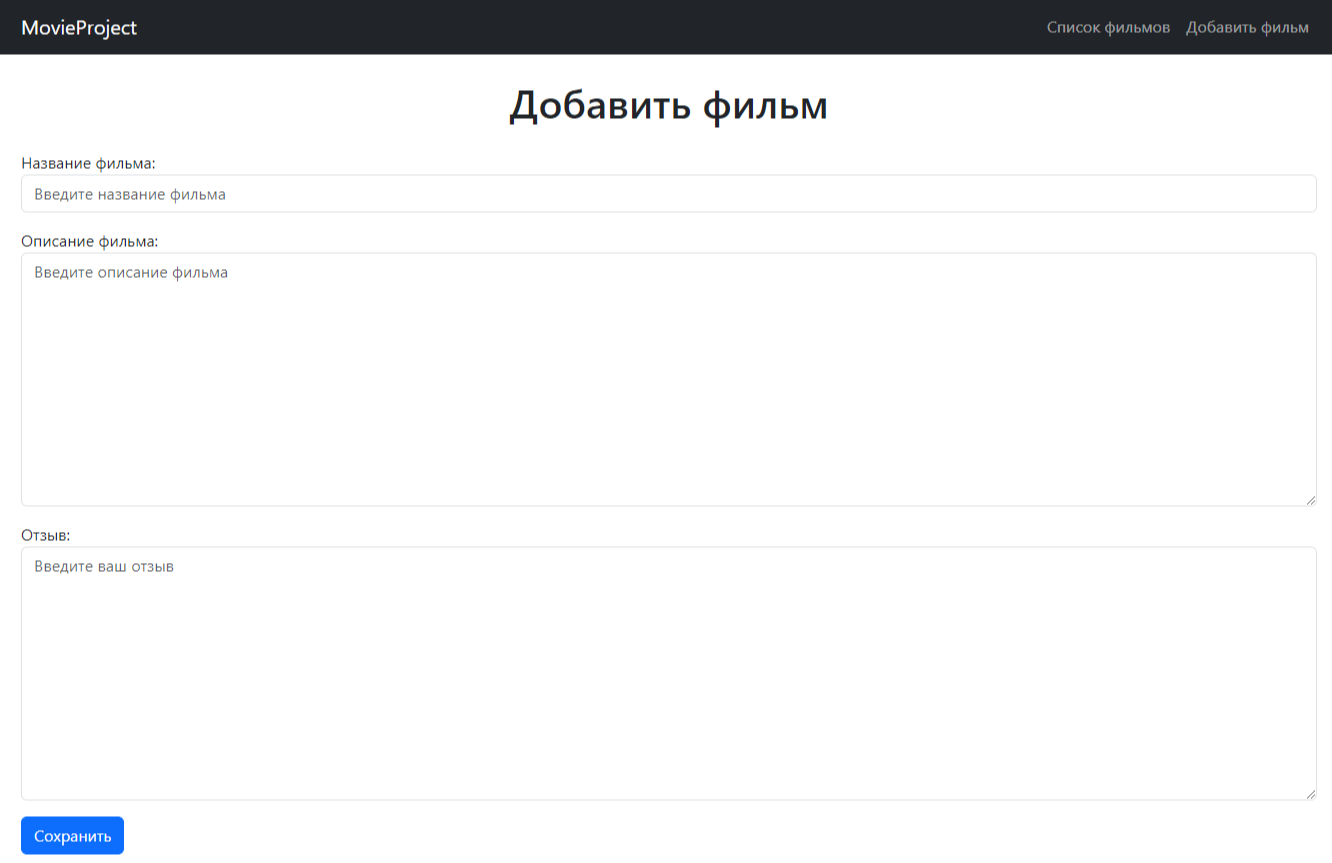 MovieProject
Список фильмов Добавить фильм
Добавить фильм
Название фильма:
Введите название фильма
Описание фильма:
Введите описание фильма
Отзыв:
Введите ваш отзыв
Сохранить